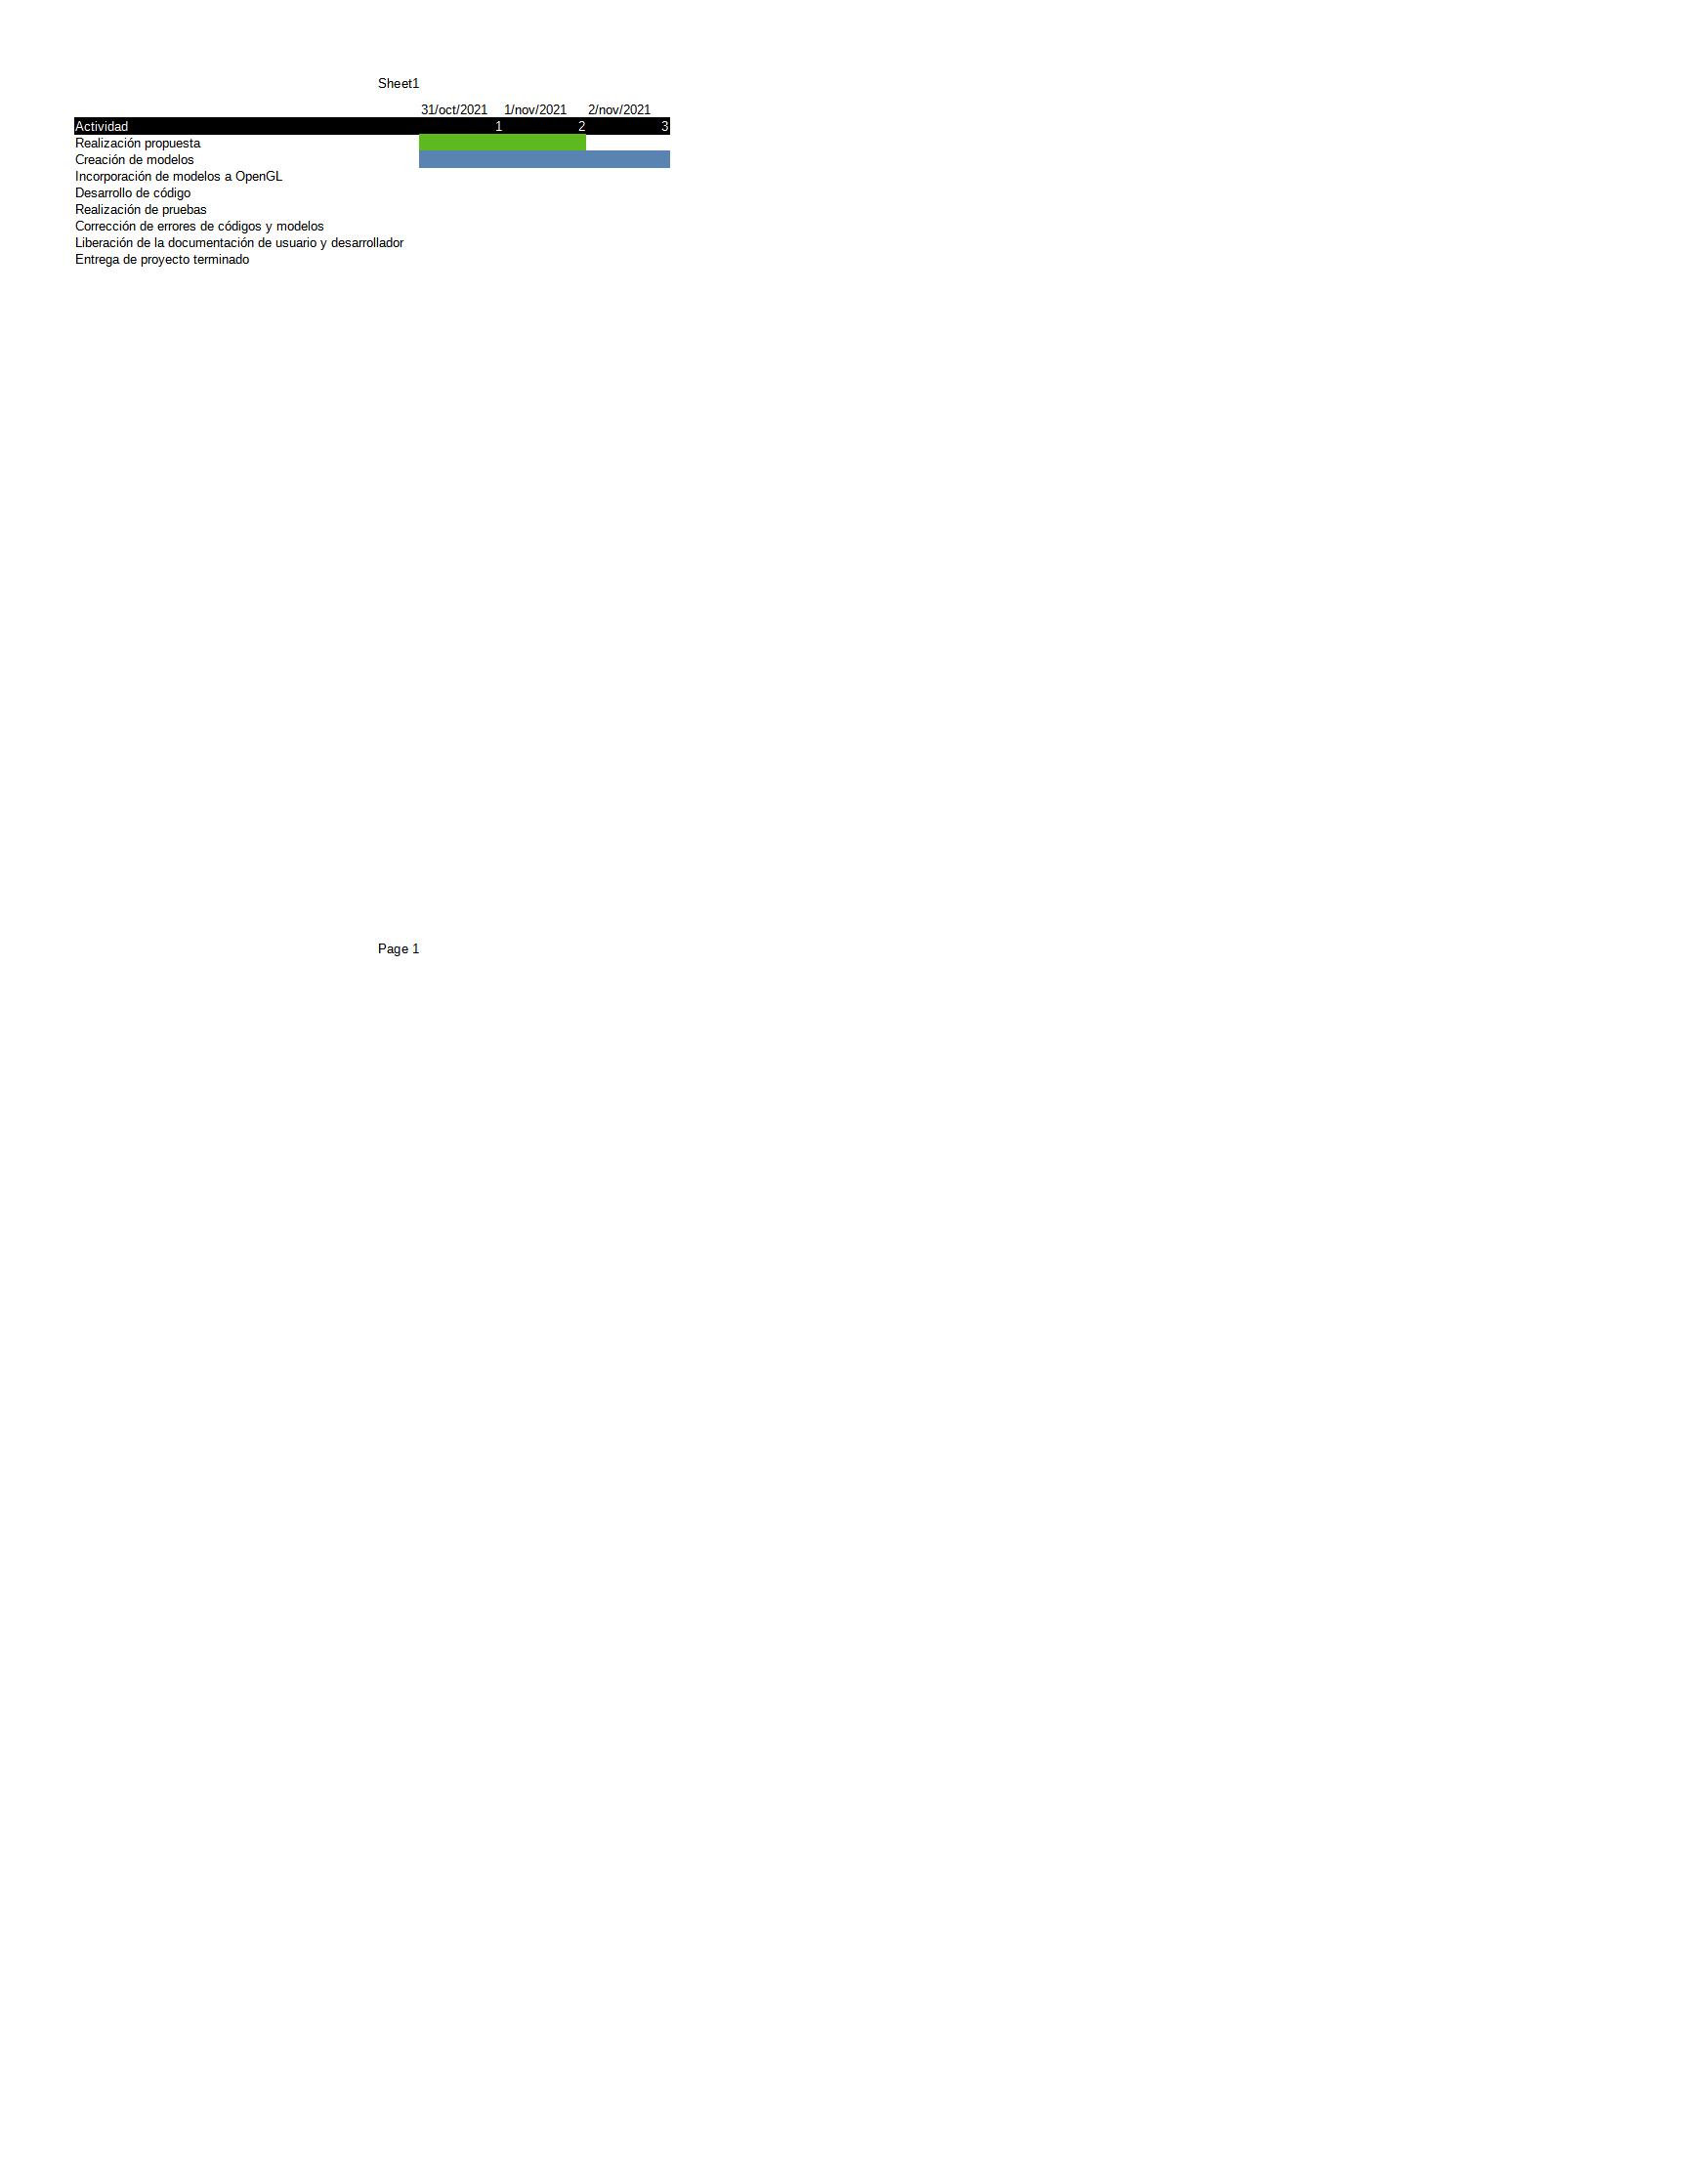 Sheet1
31/oct/2021 1/nov/2021 2/nov/2021
Actividad 1 2 3
Realización propuesta
Creación de modelos
Incorporación de modelos a OpenGL
Desarrollo de código
Realización de pruebas
Corrección de errores de códigos y modelos
Liberación de la documentación de usuario y desarrollador
Entrega de proyecto terminado
Page 1